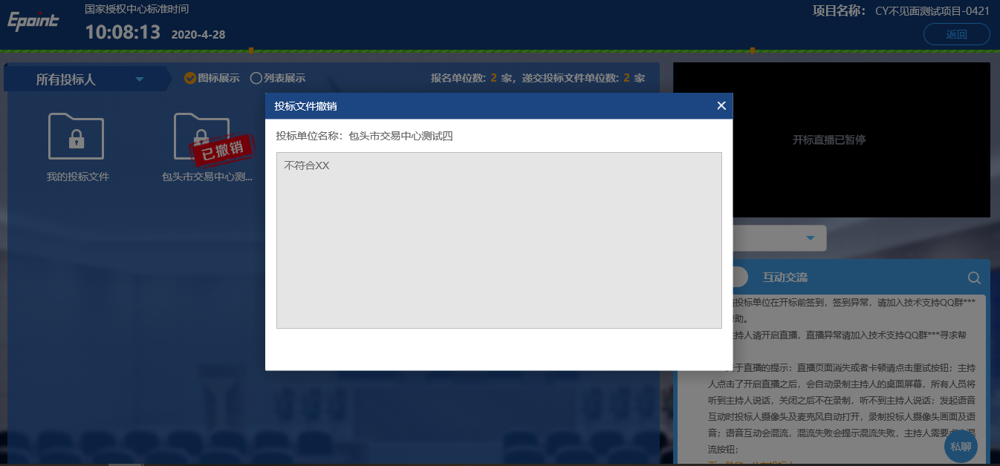 Epoint
国家授权中心标准时间
10:08:13 2020-4-28
项目名称： CY不见面测试项目-0421
返回
所有投标人
图标展示 列表展示
报名单位数: 2 家，递交投标文件单位数: 2 家
投标文件撤销
投标单位名称：包头市交易中心测试四
不符合XX
我的投标文件
已撤销
包头市交易中心测...
开标直播已暂停
互动交流
投标单位在开标前签到，签到异常，请加入技术支持QQ群***
助。
持人请开启直播，直播异常请加入技术支持QQ群***寻求帮
于直播的提示：直播页面消失或者卡顿请点击重试按钮；主持
人点击了开启直播之后，会自动录制主持人的桌面屏幕，所有人员将
听到主持人说话，关闭之后不在录制，听不到主持人说话；发起语音
互动时投标人摄像头及麦克风自动打开，录制投标人摄像头画面及语
音；语音互动会混流，混流失败会提示混流失败，主持人需要点击混
流按钮；
私聊